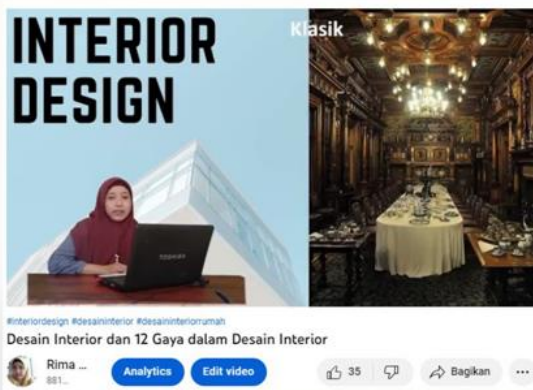 INTERIOR
DESIGN
Klasik
TOSHIBA
#interiordesign #desaininterior #desaininteriorrumah
Desain Interior dan 12 Gaya dalam Desain Interior
Rima ...
881...
Analytics
Edit video
35
Bagikan
...